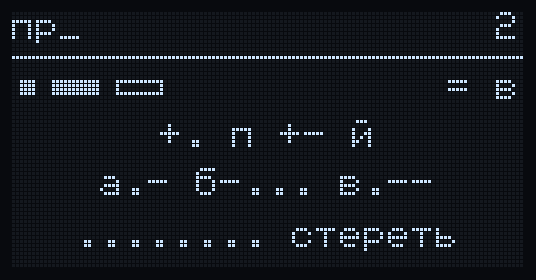 пр_ 2
= в
+. п +- й
а.- б-... в.--
........ стереть